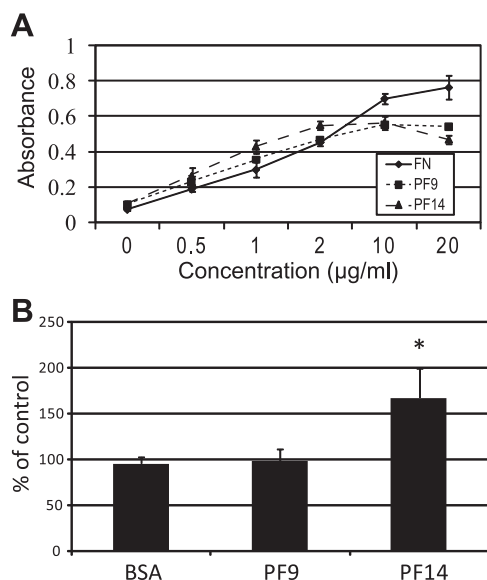 A
Absorbance
1
0.8
0.6
0.4
0.2
0
FN
PF9
PF14
0 0.5 1 2 10 20
Concentration (µg/ml)
B
% of control
250
200
150
100
50
0
*
BSA PF9 PF14